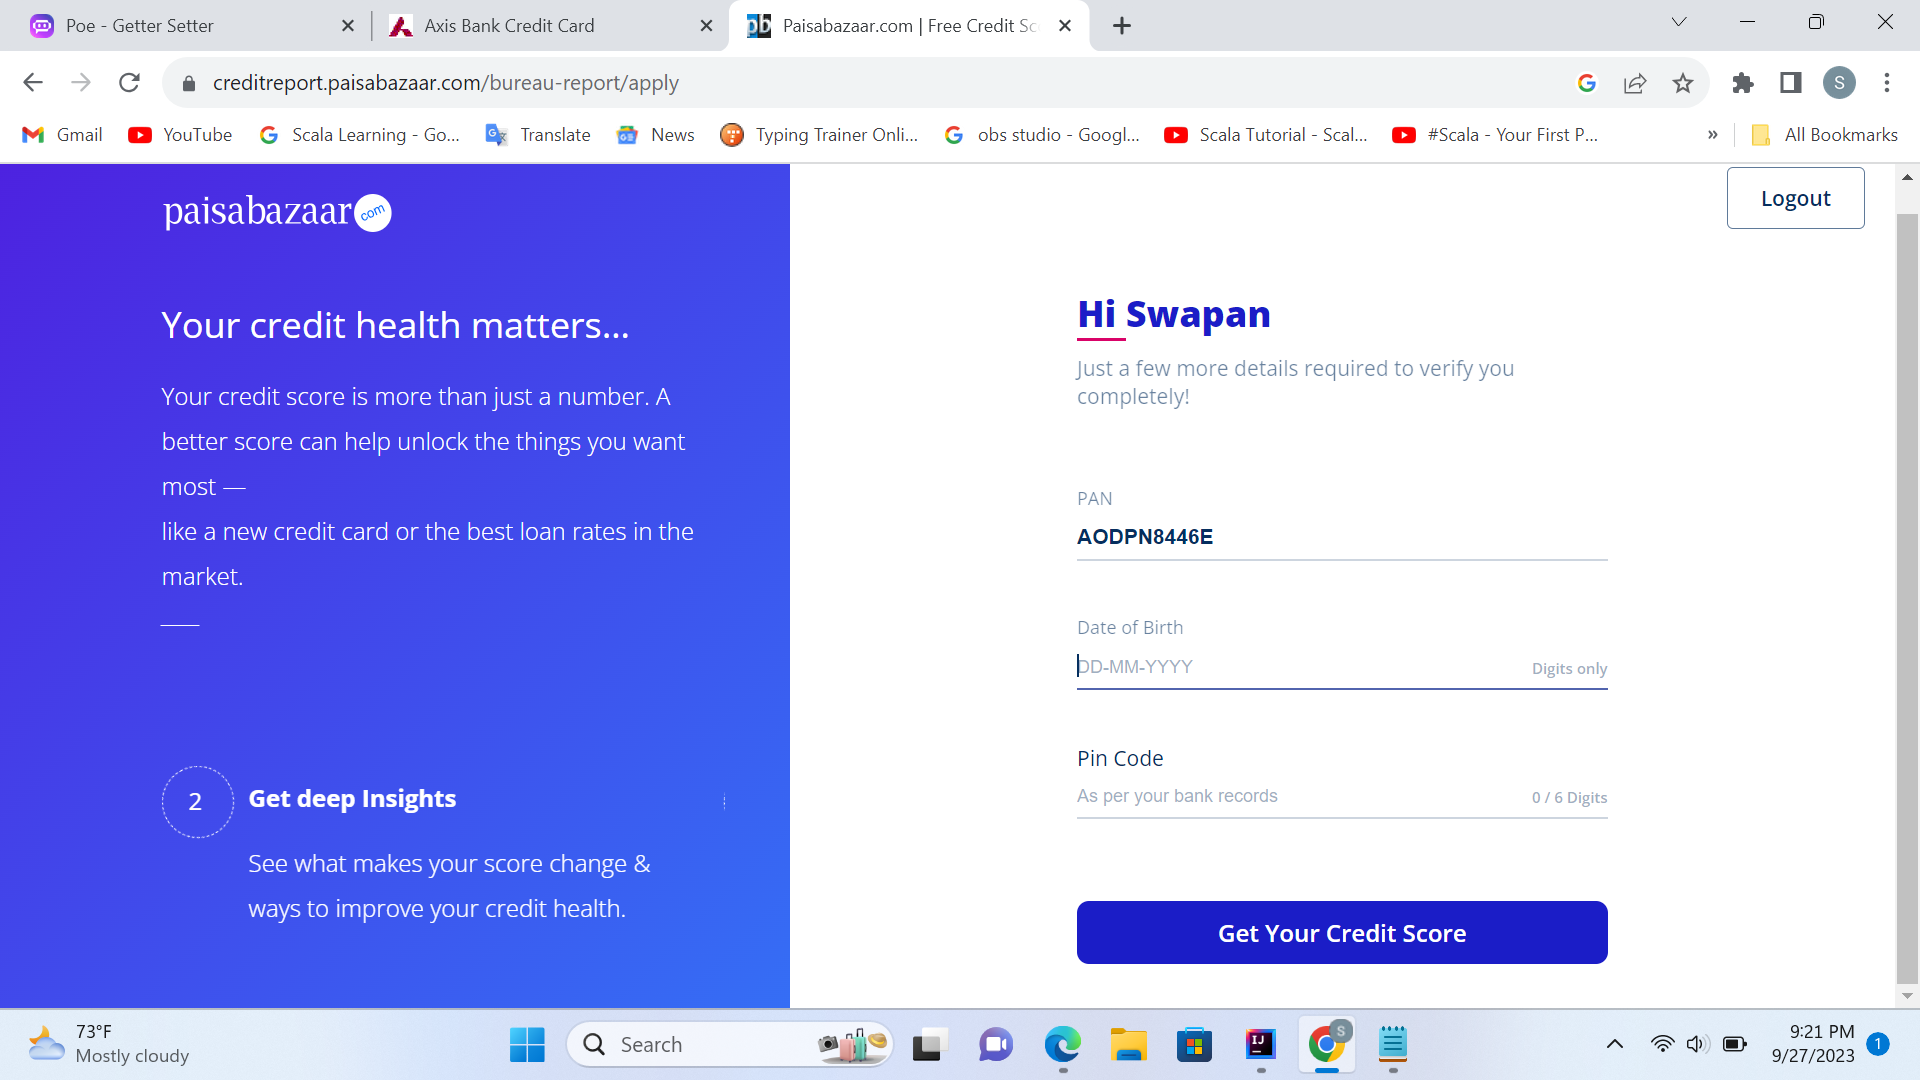 Poe - Getter Setter
Axis Bank Credit Card
Paisabazaar.com | Free Credit Sc
creditreport.paisabazaar.com/bureau-report/apply
S
Gmail
YouTube
Scala Learning - Go...
Translate
News
Typing Trainer Onli...
obs studio - Googl...
Scala Tutorial - Scal...
#Scala - Your First P...
»
All Bookmarks
paisabazaar com
Logout
Your credit health matters...
Your credit score is more than just a number. A
better score can help unlock the things you want
most —
like a new credit card or the best loan rates in the
market.
2
Get deep Insights
See what makes your score change &
ways to improve your credit health.
Hi Swapan
Just a few more details required to verify you
completely!
PAN
AODPN8446E
Date of Birth
DD-MM-YYYY
Digits only
Pin Code
As per your bank records
0 / 6 Digits
Get Your Credit Score
73°F
Mostly cloudy
Search
IJ
S
9:21 PM
9/27/2023
1